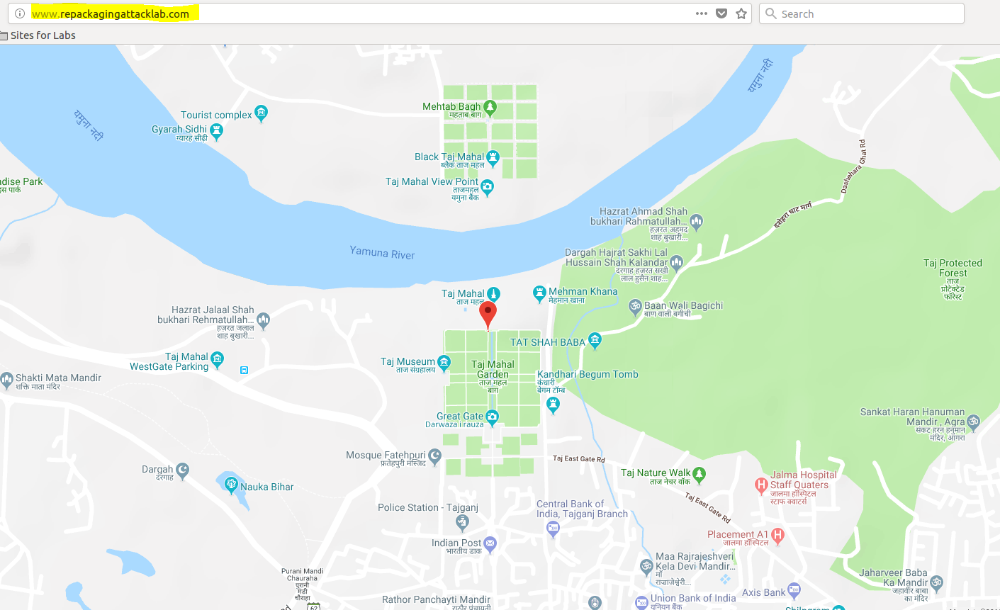 www.repackagingattacklab.com
Search
Sites for Labs
यमुना नदी
यमुना नदी
Mehtab Bagh
महताब बाग
Tourist complex
Gyarah Sidhi
ग्यारह सीढ़ी
Black Taj Mahal
ब्लैक ताज महल
Dashehara Ghat Rd
adise Park
इस पार्क
Taj Mahal View Point
ताजमहल
यमुना बैंक
दशेहरा घाट मार्ग
Hazrat Ahmad Shah
bukhari Rahmatullah...
हज़रत अहमद
शाह बुखारी...
Yamuna River
Dargah Hajrat Sakhi Lal
Hussain Shah Kalandar
दरगाह हजरत सखी
लाल हुसैन शाह...
Taj Protected
Forest
ताज
प्रोटेक्टेड
फॉरेस्ट
Taj Mahal
ताज महल
Mehman Khana
मेहमान खाना
Baan Wali Bagichi
बाण वाली बगीची
Hazrat Jalaal Shah
bukhari Rehmatullah...
हज़रत जलाल
शाह बुखारी...
TAT SHAH BABA
Taj Mahal
WestGate Parking
Taj Museum
ताज संग्रहालय
Taj Mahal
Garden
ताज महल
बाग़
Shakti Mata Mandir
शक्ति माता मंदिर
Kandhari Begum Tomb
कंधारी
बेगम टॉम्ब
Great Gate
Darwaza i rauza
Sankat Haran Hanuman
Mandir , Agra
संकट हरन हनुमान
मंदिर, आगरा
Mosque Fatehpuri
फ़तेहपुरी मस्जिद
Taj East Gate Rd
Dargah
दरगाह
Taj Nature Walk
ताज नेचर वॉक
Jalma Hospital
Staff Quaters
जालमा हॉस्पिटल
स्टाफ क्वार्टर्स
Nauka Bihar
Taj East Gate Rd
Police Station - Tajganj
Central Bank of
India, Tajganj Branch
Placement A1
जालमा हॉस्पिटल
Indian Post
भारतीय डाक
Maa Rajrajeshveri
Kela Devi Mandir...
माँ
राजराजेश्वेरी...
Purani Mandi
Chauraha
पुरानी
मंडी
चौराहा
Jaharveer Baba
Ka Mandir
जहार्वीर बाबा
का मंदिर
Axis Bank
Rathor Panchayti Mandir
राठौर पंचायती
Union Bank of India
यूनियन बैंक
62
Shilpgram